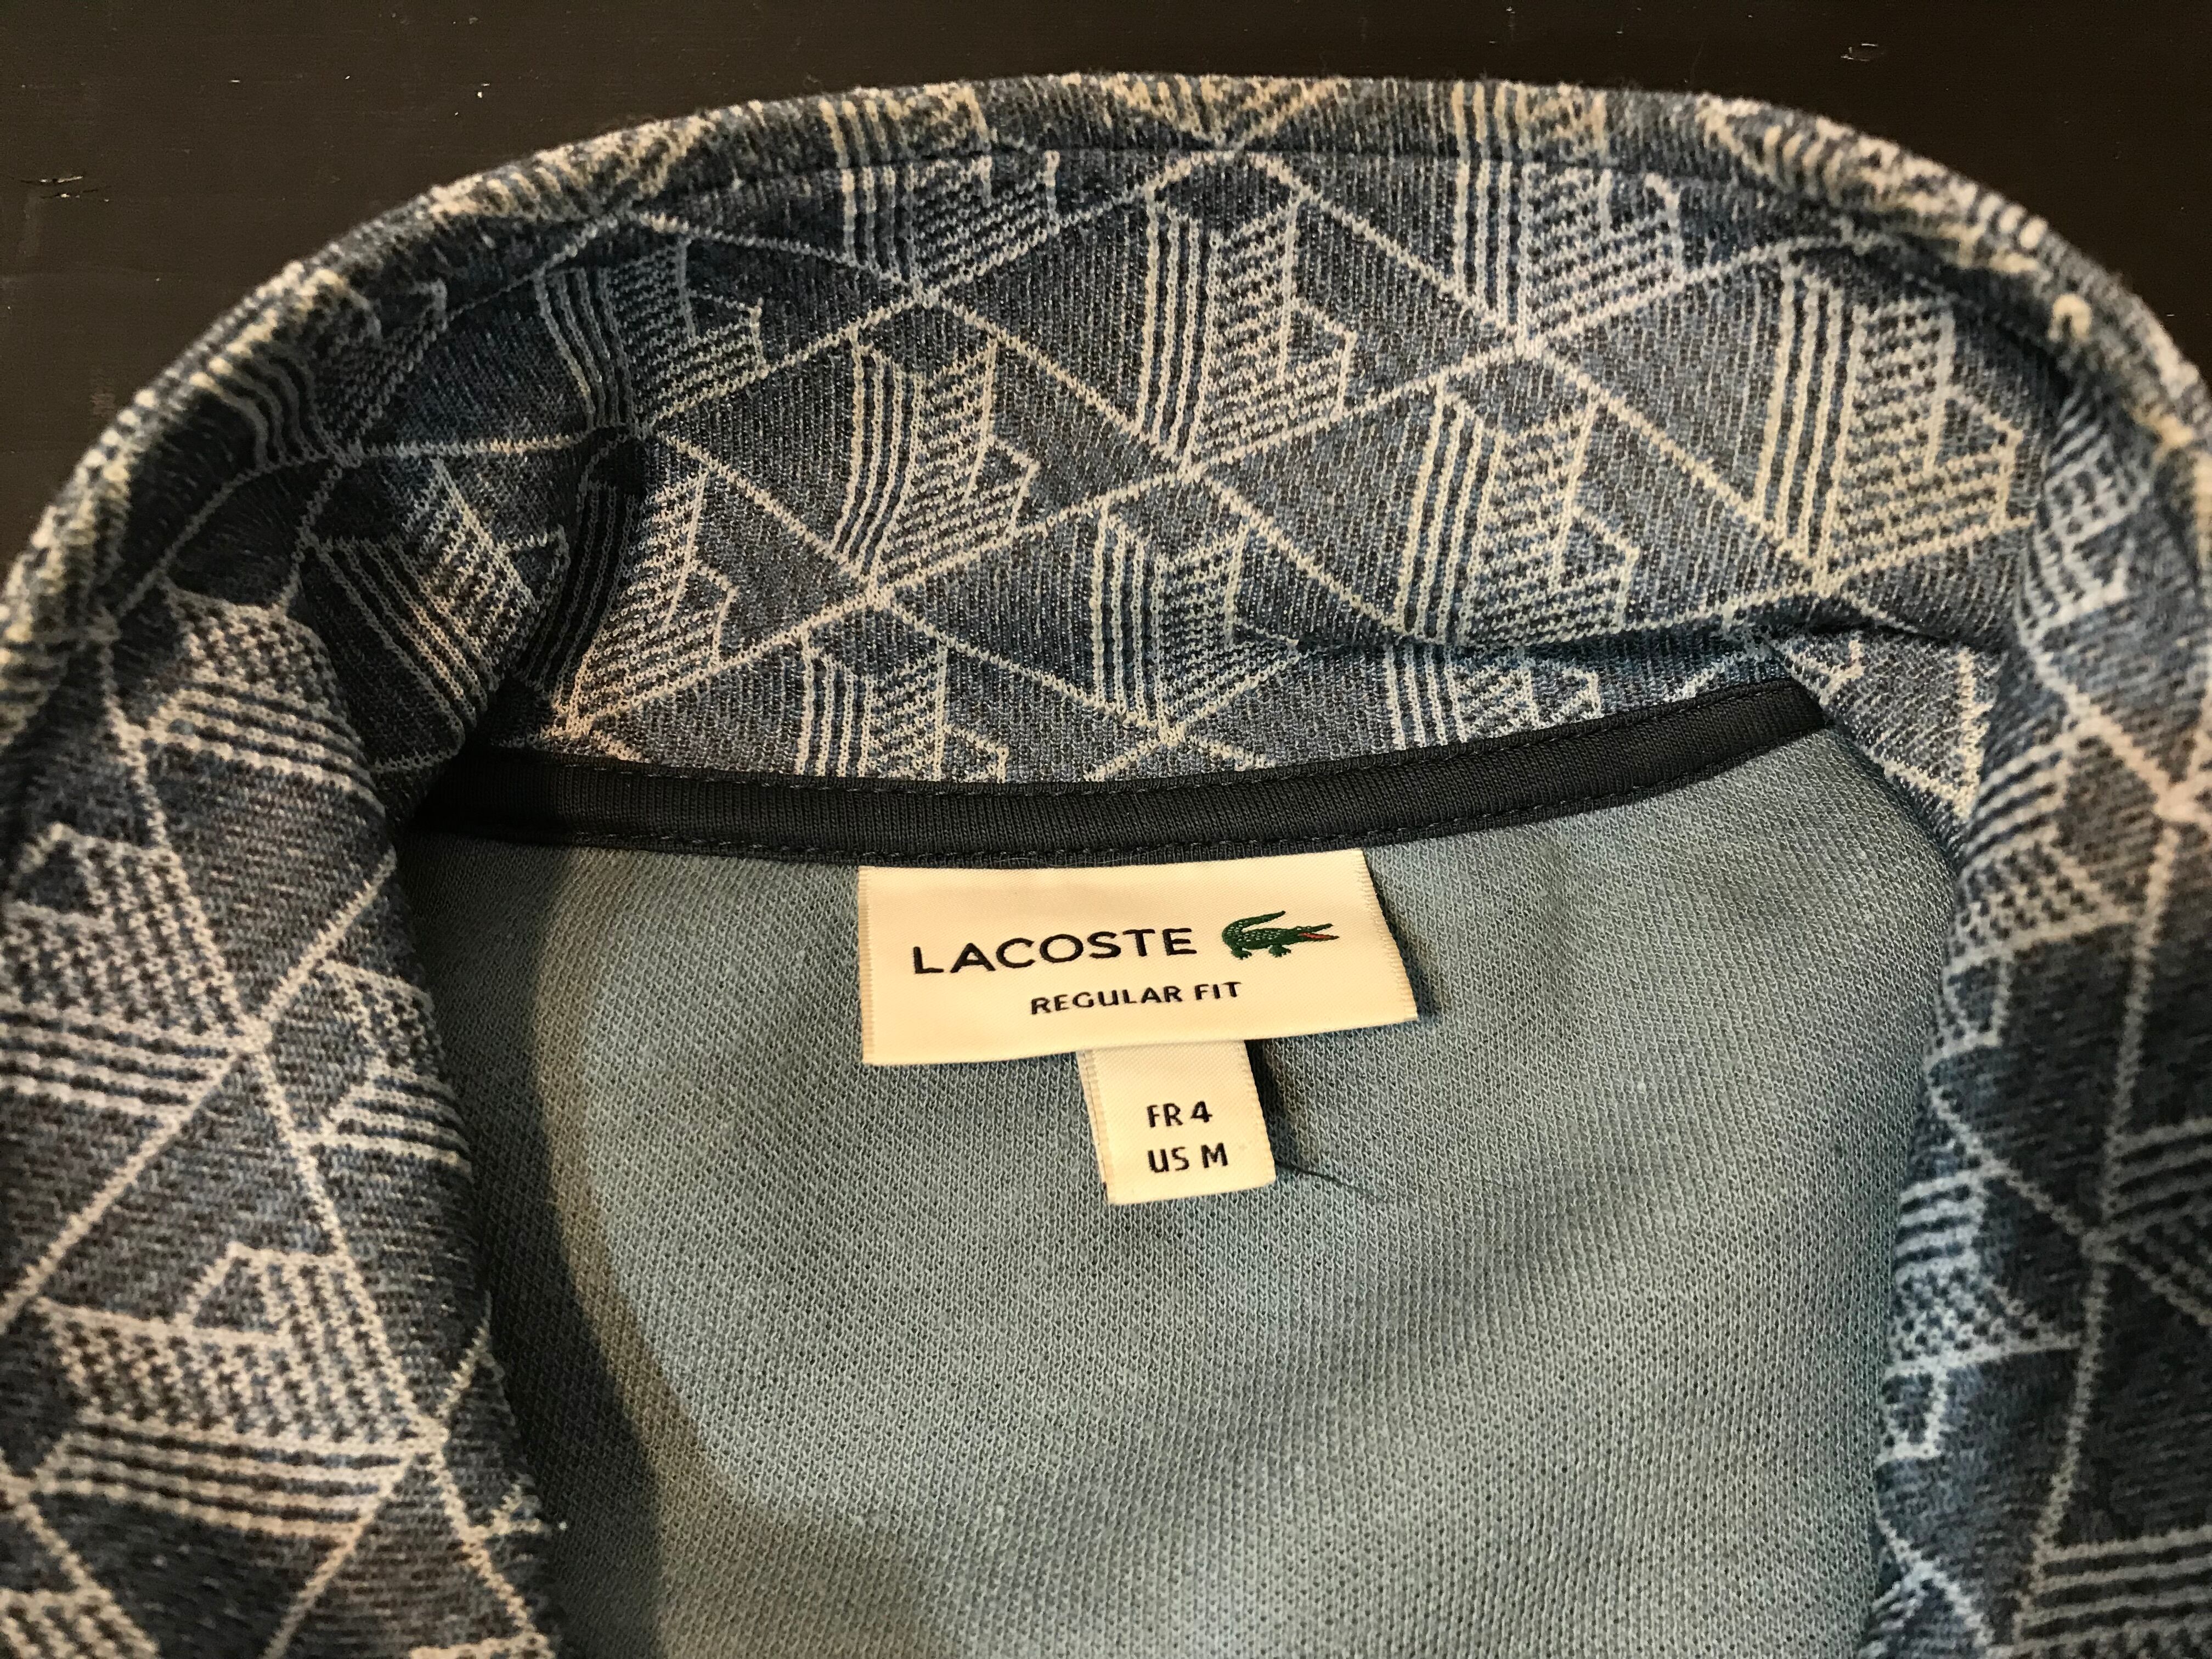 LACOSTE
REGULAR FIT
FR 4
US M